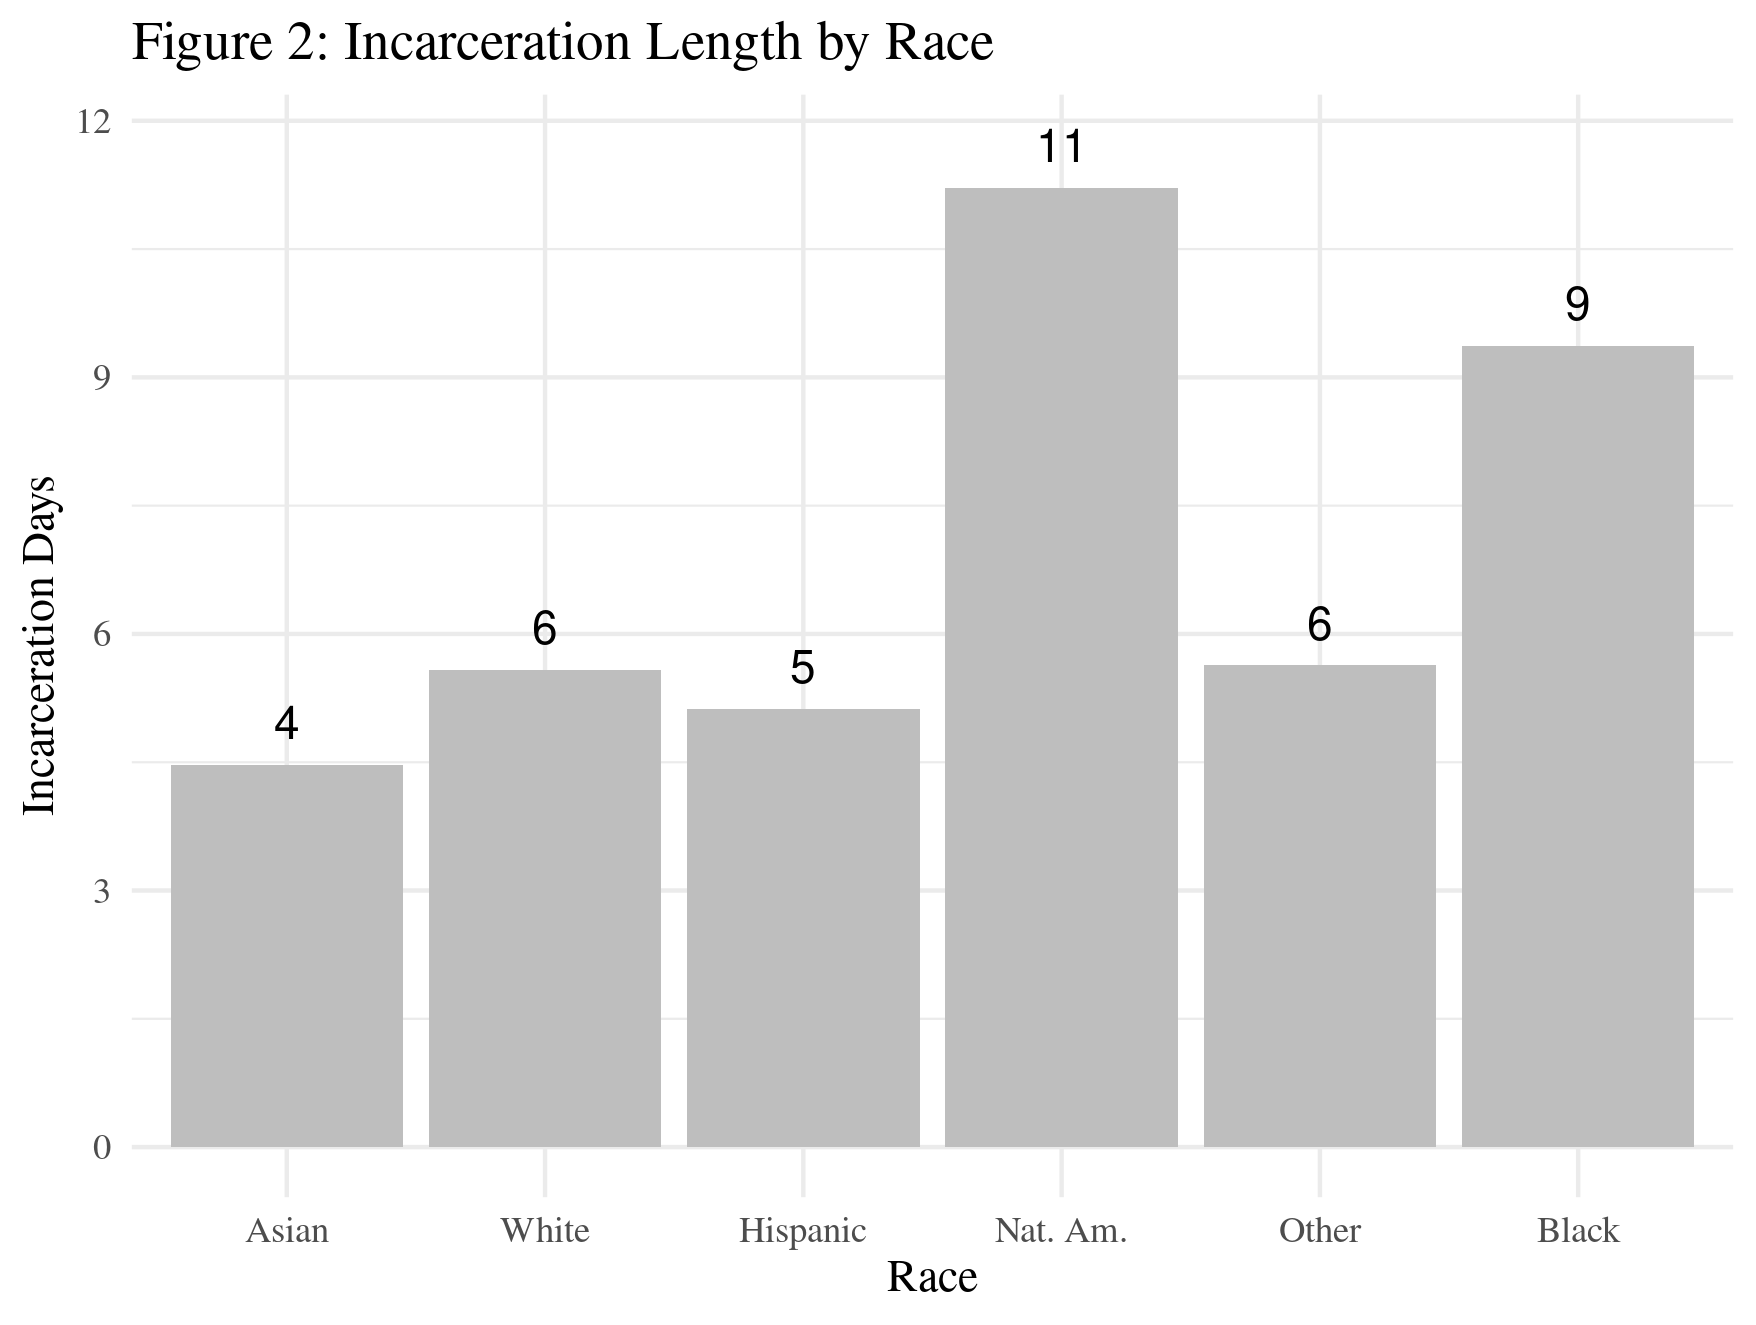 Figure 2: Incarceration Length by Race
12
9
6
3
0
Incarceration Days
4
6
5
11
6
9
Asian White Hispanic Nat. Am. Other Black
Race